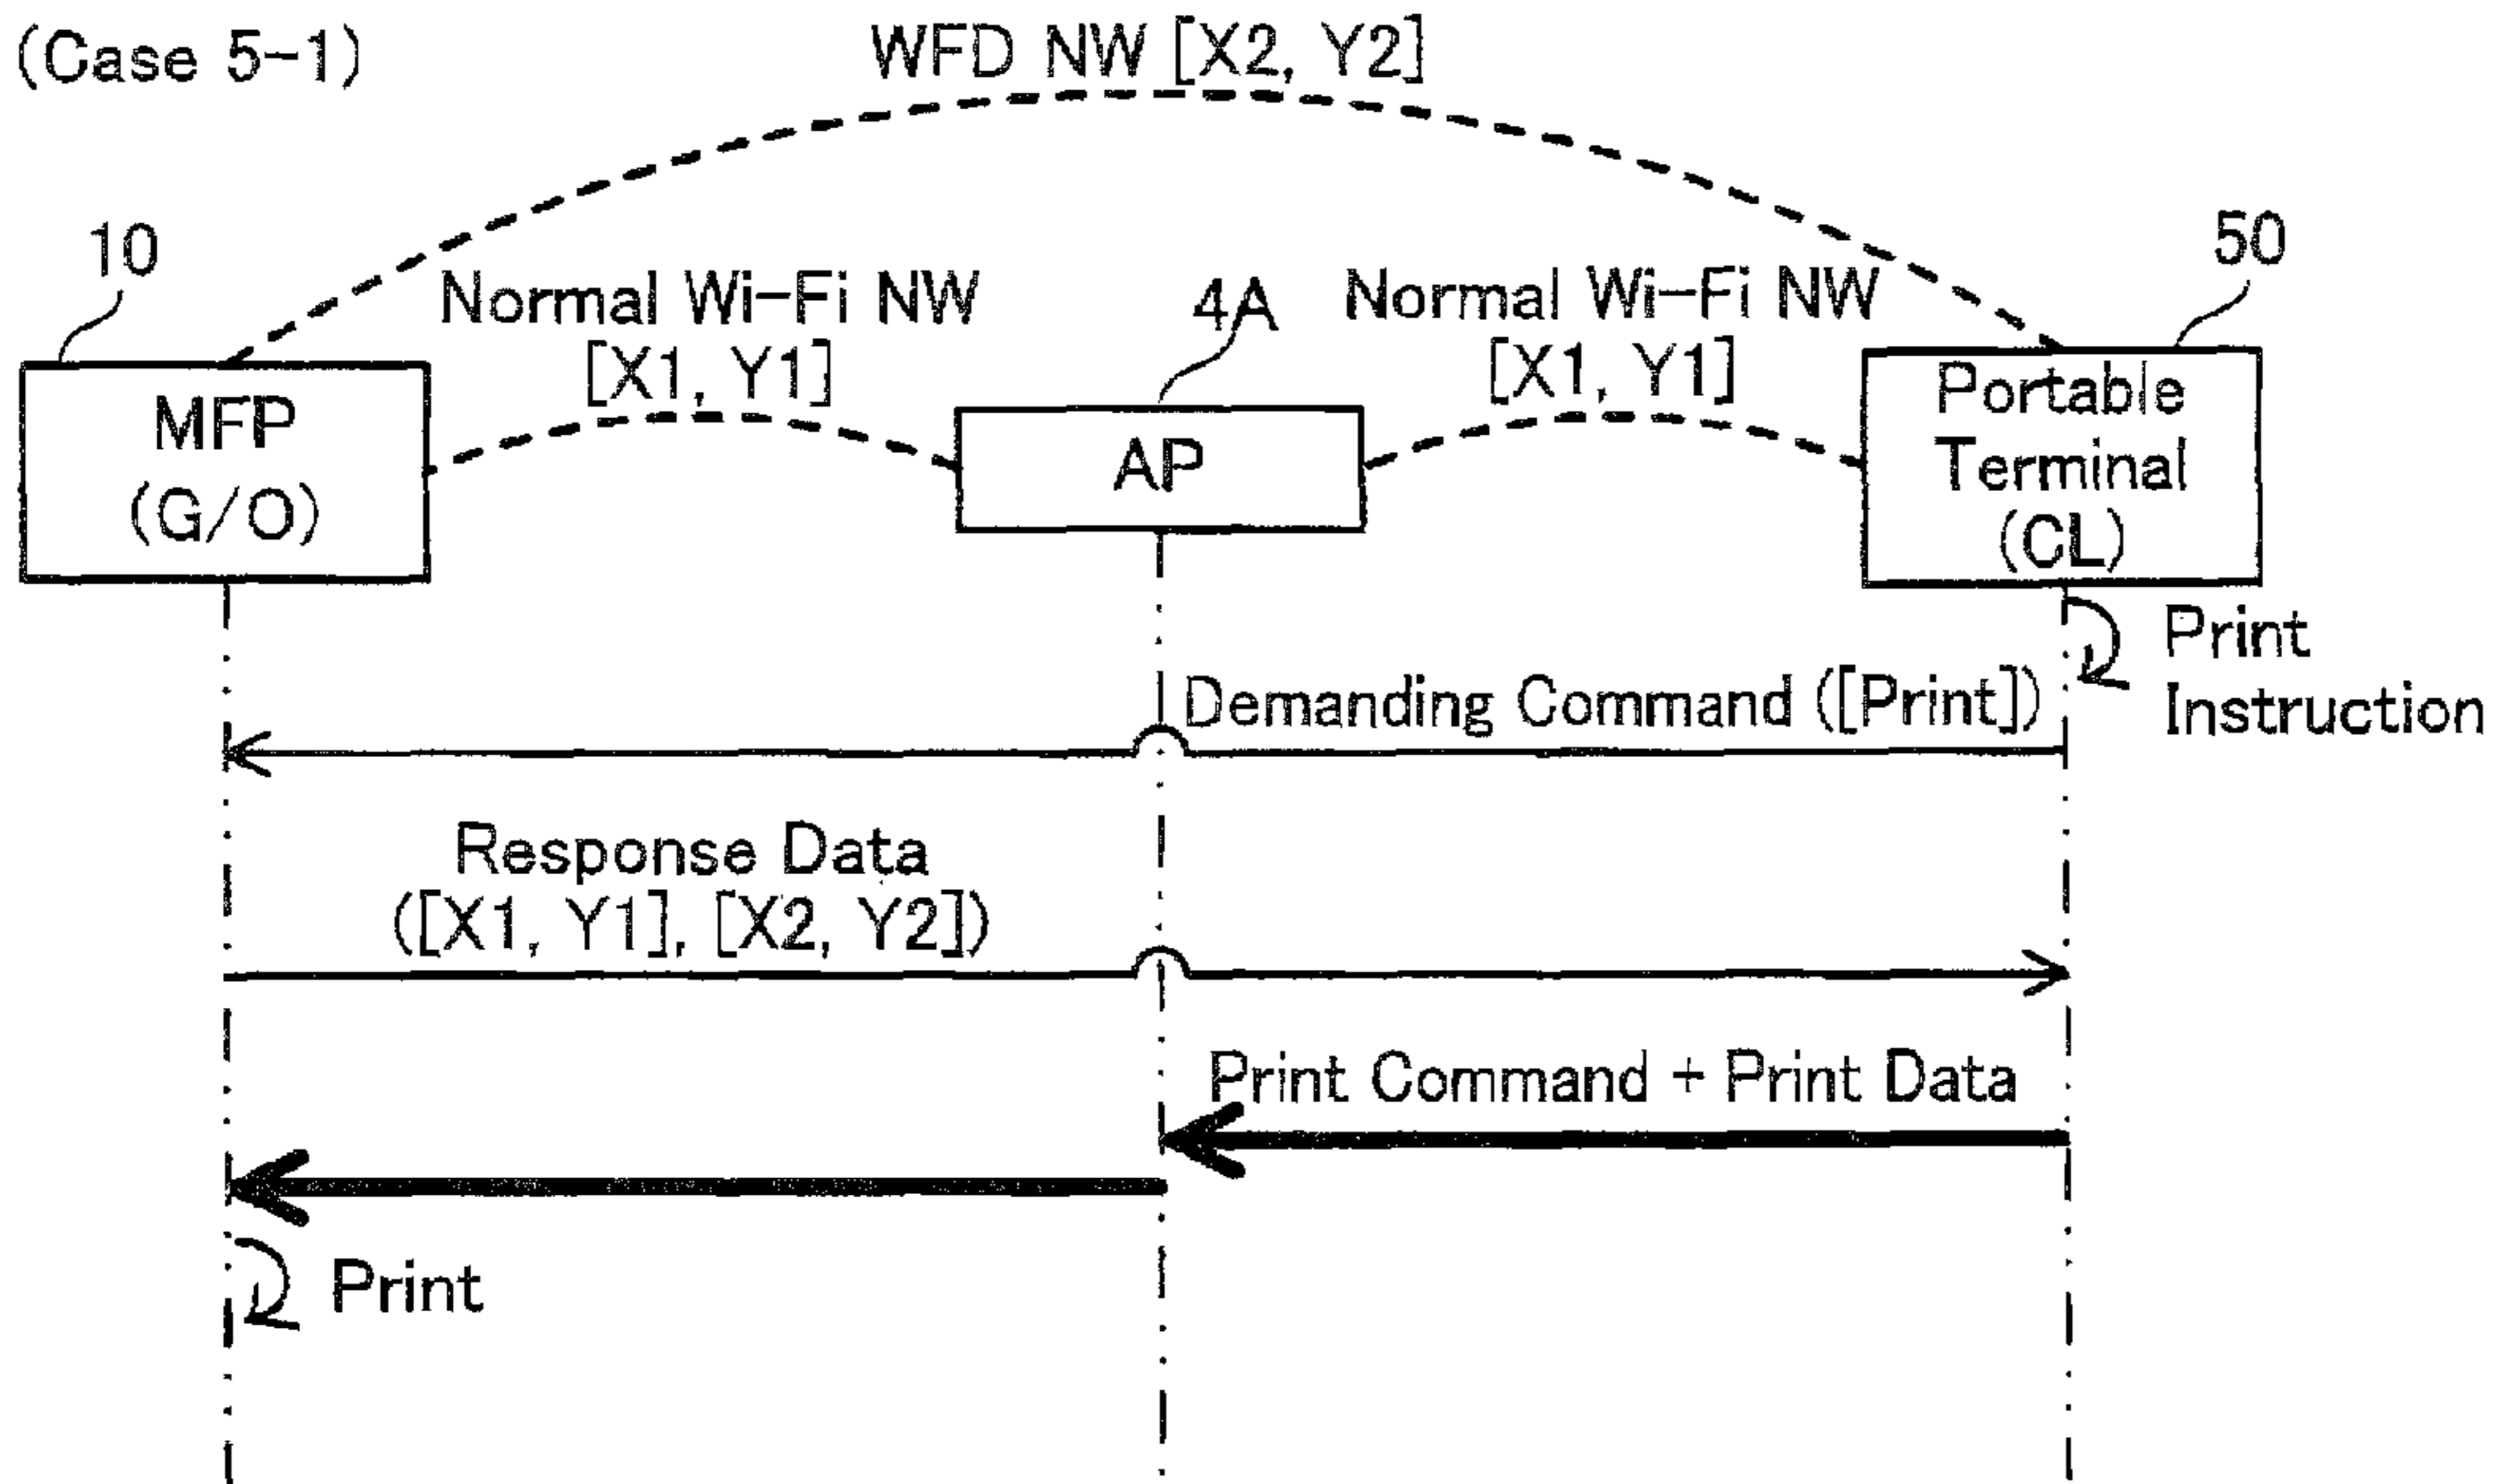 (Case 5-1)
WFD NW [X2, Y2]
10
Normal Wi-Fi NW
[X1, Y1]
4A
Normal Wi-Fi NW
[X1, Y1]
50
MFP
(G/O)
AP
Portable
Terminal
(CL)
Print
Instruction
Demanding Command ([Print])
Response Data
([X1, Y1], [X2, Y2])
Print Command + Print Data
Print